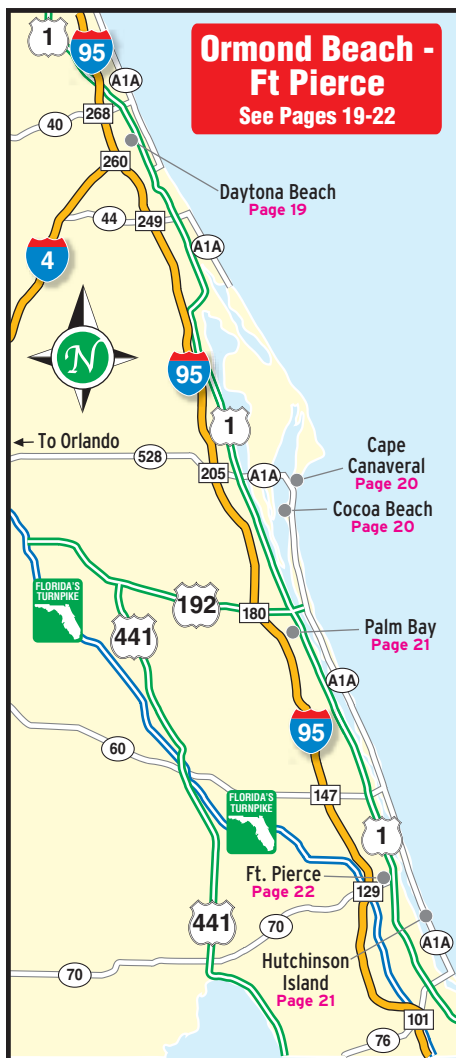 1
95
Ormond Beach -
Ft Pierce
See Pages 19-22
A1A
268
40
260
Daytona Beach
Page 19
44
249
A1A
4
N
95
1
← To Orlando
528
205
A1A
Cape
Canaveral
Page 20
Cocoa Beach
Page 20
FLORIDA'S
TURNPIKE
192
180
441
Palm Bay
Page 21
A1A
95
60
147
FLORIDA'S
TURNPIKE
1
Ft. Pierce
Page 22
129
441
70
A1A
Hutchinson
Island
Page 21
70
101
76